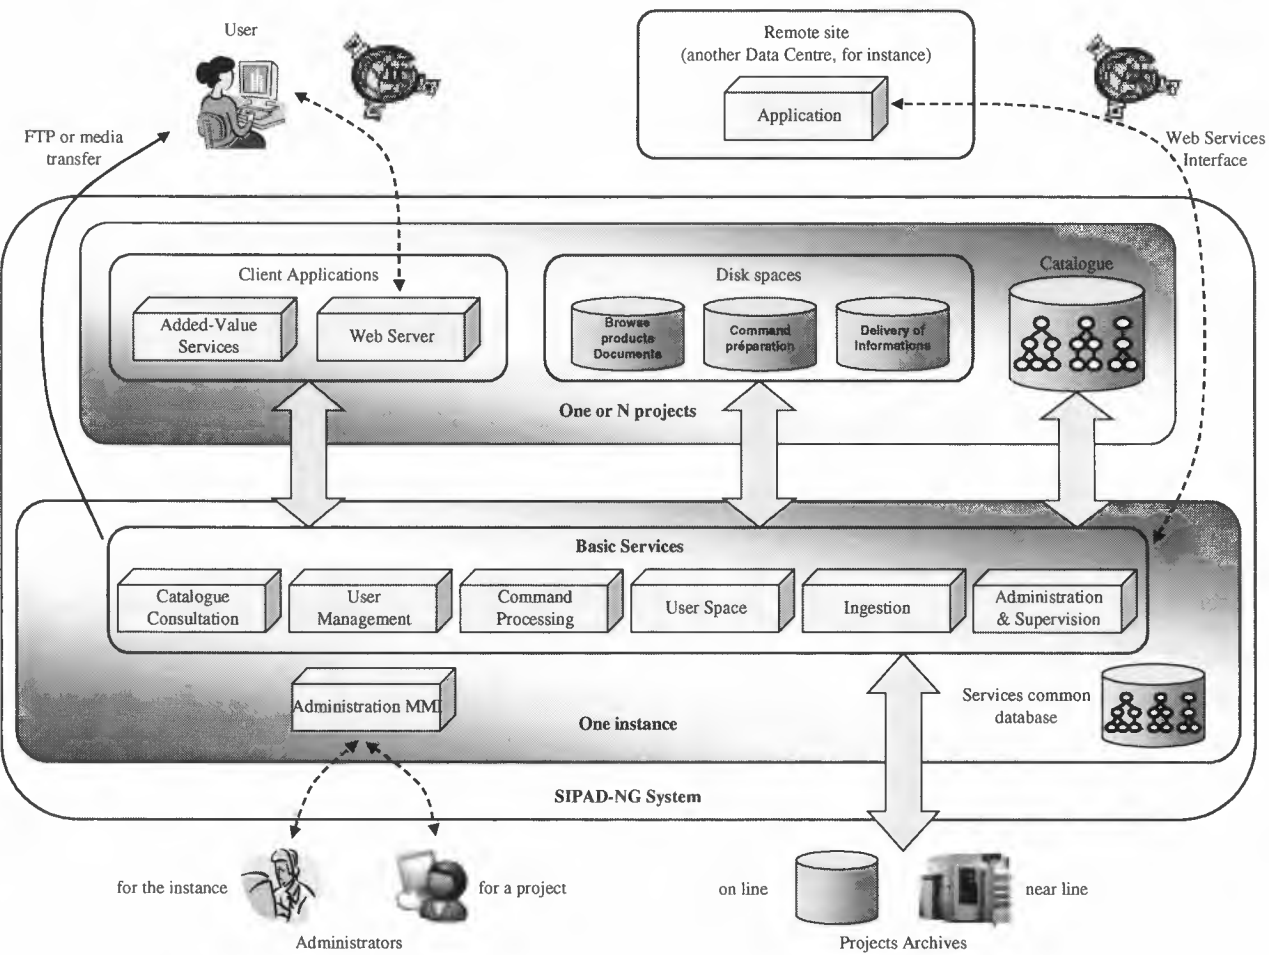 User
Remote site
(another Data Centre, for instance)
Application
FTP or media
transfer
Web Services
Interface
Client Applications
Added-Value
Services
Web Server
Disk spaces
Browse
products
Documents
Command
préparation
Delivery of
Informations
Catalogue
One or N projects
Basic Services
Catalogue
Consultation
User
Management
Command
Processing
User Space
Ingestion
Administration
& Supervision
Administration MMI
One instance
Services common
database
SIPAD-NG System
for the instance
for a project
Administrators
on line
near line
Projects Archives